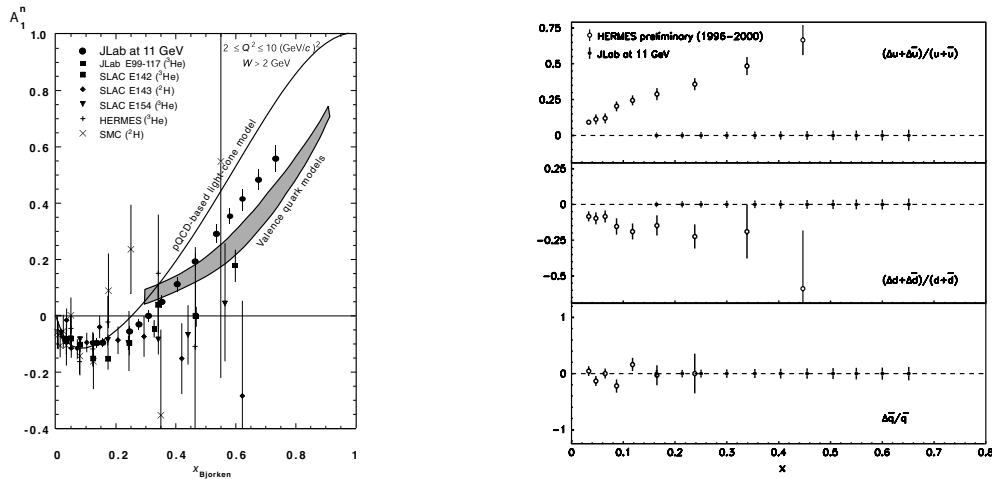 A₁ⁿ
1.0
0.8
0.6
0.4
0.2
0
-0.2
-0.4
2 ≤ Q² ≤ 10 (GeV/c)²
W > 2 GeV
JLab at 11 GeV
JLab E99-117 (³He)
SLAC E142 (³He)
SLAC E143 (²H)
SLAC E154 (³He)
HERMES (³He)
SMC (²H)
pQCD-based light-cone model
Valence quark models
0 0.2 0.4 0.6 0.8 1
x Bjorken
0.75
0.5
0.25
0
HERMES preliminary (1996-2000)
JLab at 11 GeV
(Δu+Δū)/(u+ū)
0.25
0
-0.25
-0.5
(Δd+Δd̄)/(d+d̄)
1
0
-1
Δq̄/q̄
0 0.1 0.2 0.3 0.4 0.5 0.6 0.7 0.8
x